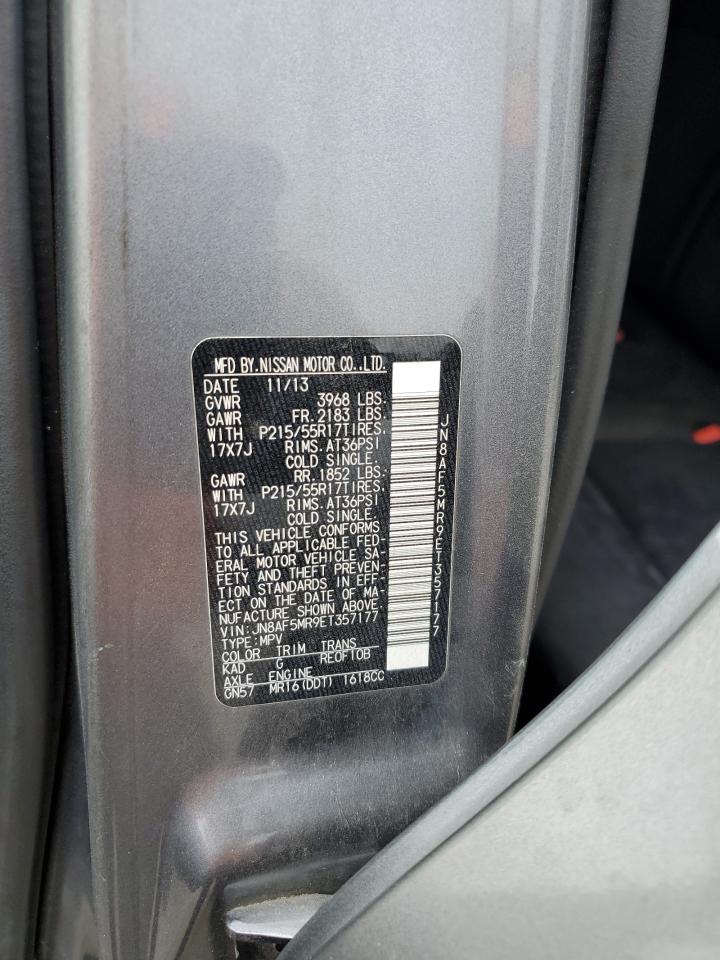 MFD BY.NISSAN MOTOR CO.,LTD.
DATE 11/13
GVWR 3968 LBS.
GAWR FR.2183 LBS.
WITH P215/55R17TIRES.
17X7J RIMS.AT36PSI
COLD SINGLE.
GAWR RR.1852 LBS.
WITH P215/55R17TIRES.
17X7J RIMS.AT36PSI
COLD SINGLE.
THIS VEHICLE CONFORMS
TO ALL APPLICABLE FED-
ERAL MOTOR VEHICLE SA-
FETY AND THEFT PREVEN-
TION STANDARDS IN EFF-
ECT ON THE DATE OF MA-
NUFACTURE SHOWN ABOVE.
VIN:JN8AF5MR9ET357177
TYPE:MPV
COLOR TRIM TRANS
KAD G RE0F10B
AXLE ENGINE
GN57 MR16(DDT) 1618CC
JN8AF5MR9ET357177